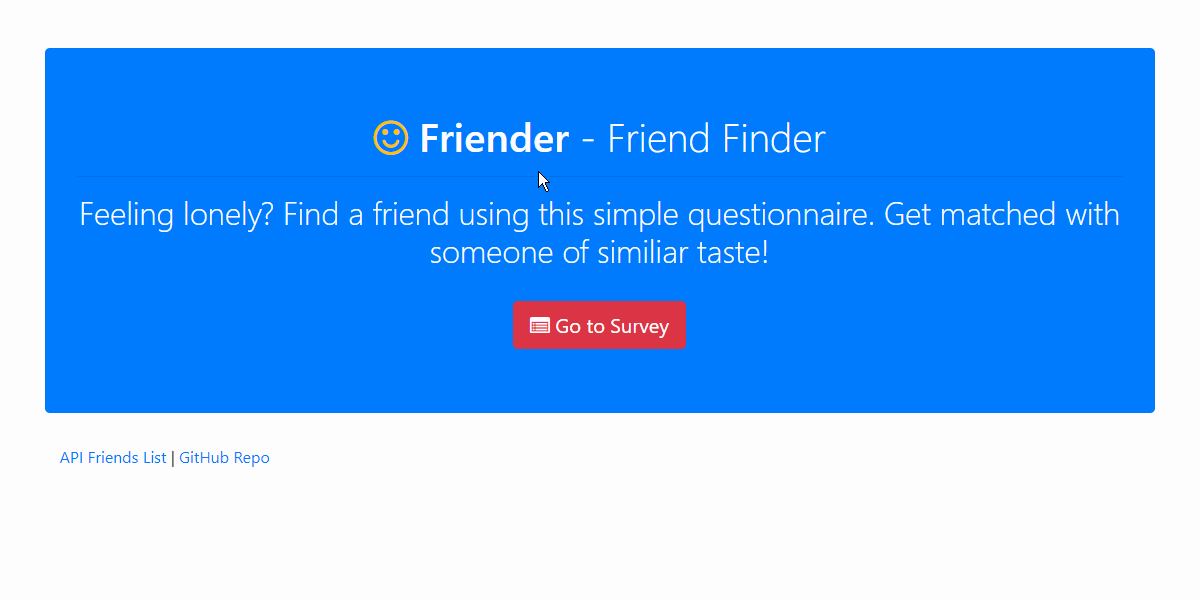 Friender - Friend Finder
Feeling lonely? Find a friend using this simple questionnaire. Get matched with
someone of similiar taste!
Go to Survey
API Friends List | GitHub Repo